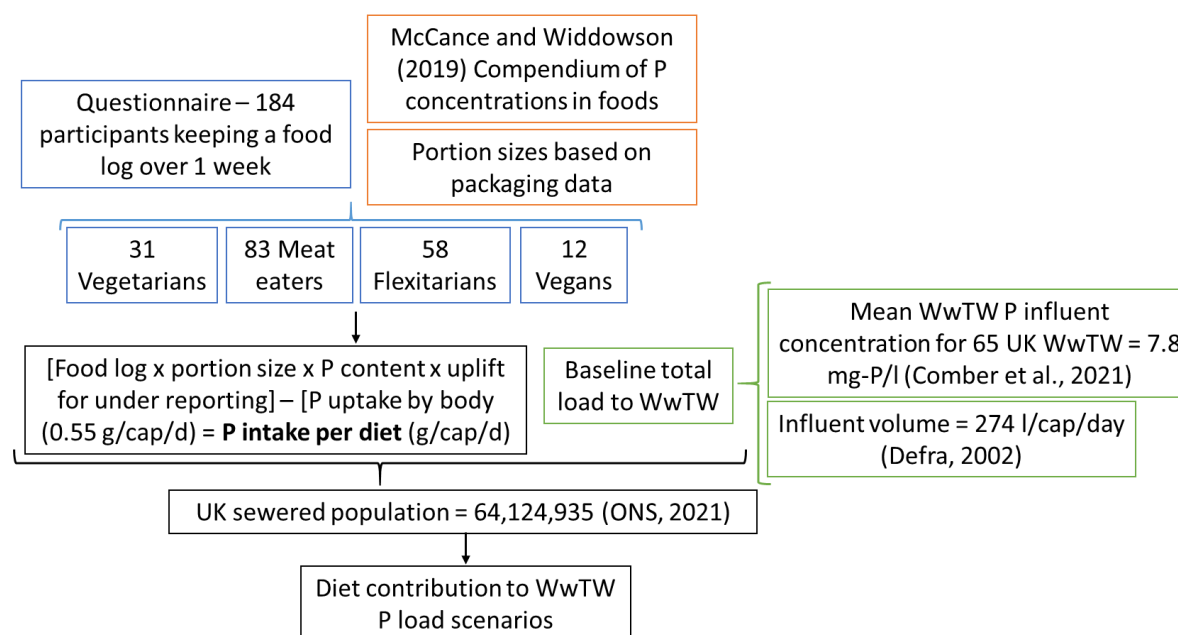 McCance and Widdowson
(2019) Compendium of P
concentrations in foods
Questionnaire – 184
participants keeping a food
log over 1 week
Portion sizes based on
packaging data
31
Vegetarians
83 Meat
eaters
58
Flexitarians
12
Vegans
[Food log x portion size x P content x uplift
for under reporting] – [P uptake by body
(0.55 g/cap/d) = P intake per diet (g/cap/d)
Baseline total
load to WwTW
Mean WwTW P influent
concentration for 65 UK WwTW = 7.8
mg-P/l (Comber et al., 2021)
Influent volume = 274 l/cap/day
(Defra, 2002)
UK sewered population = 64,124,935 (ONS, 2021)
Diet contribution to WwTW
P load scenarios